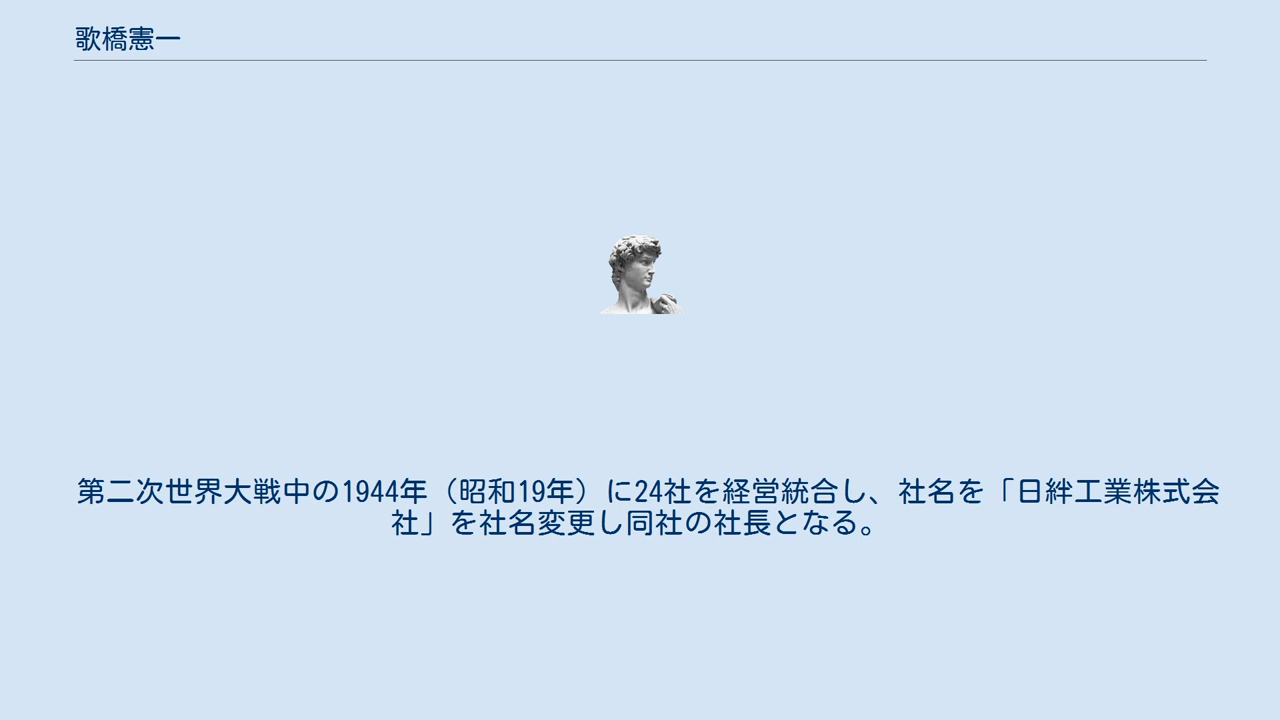 歌橋憲一
第二次世界大戦中の1944年（昭和19年）に24社を経営統合し、社名を「日絆工業株式会
社」を社名変更し同社の社長となる。